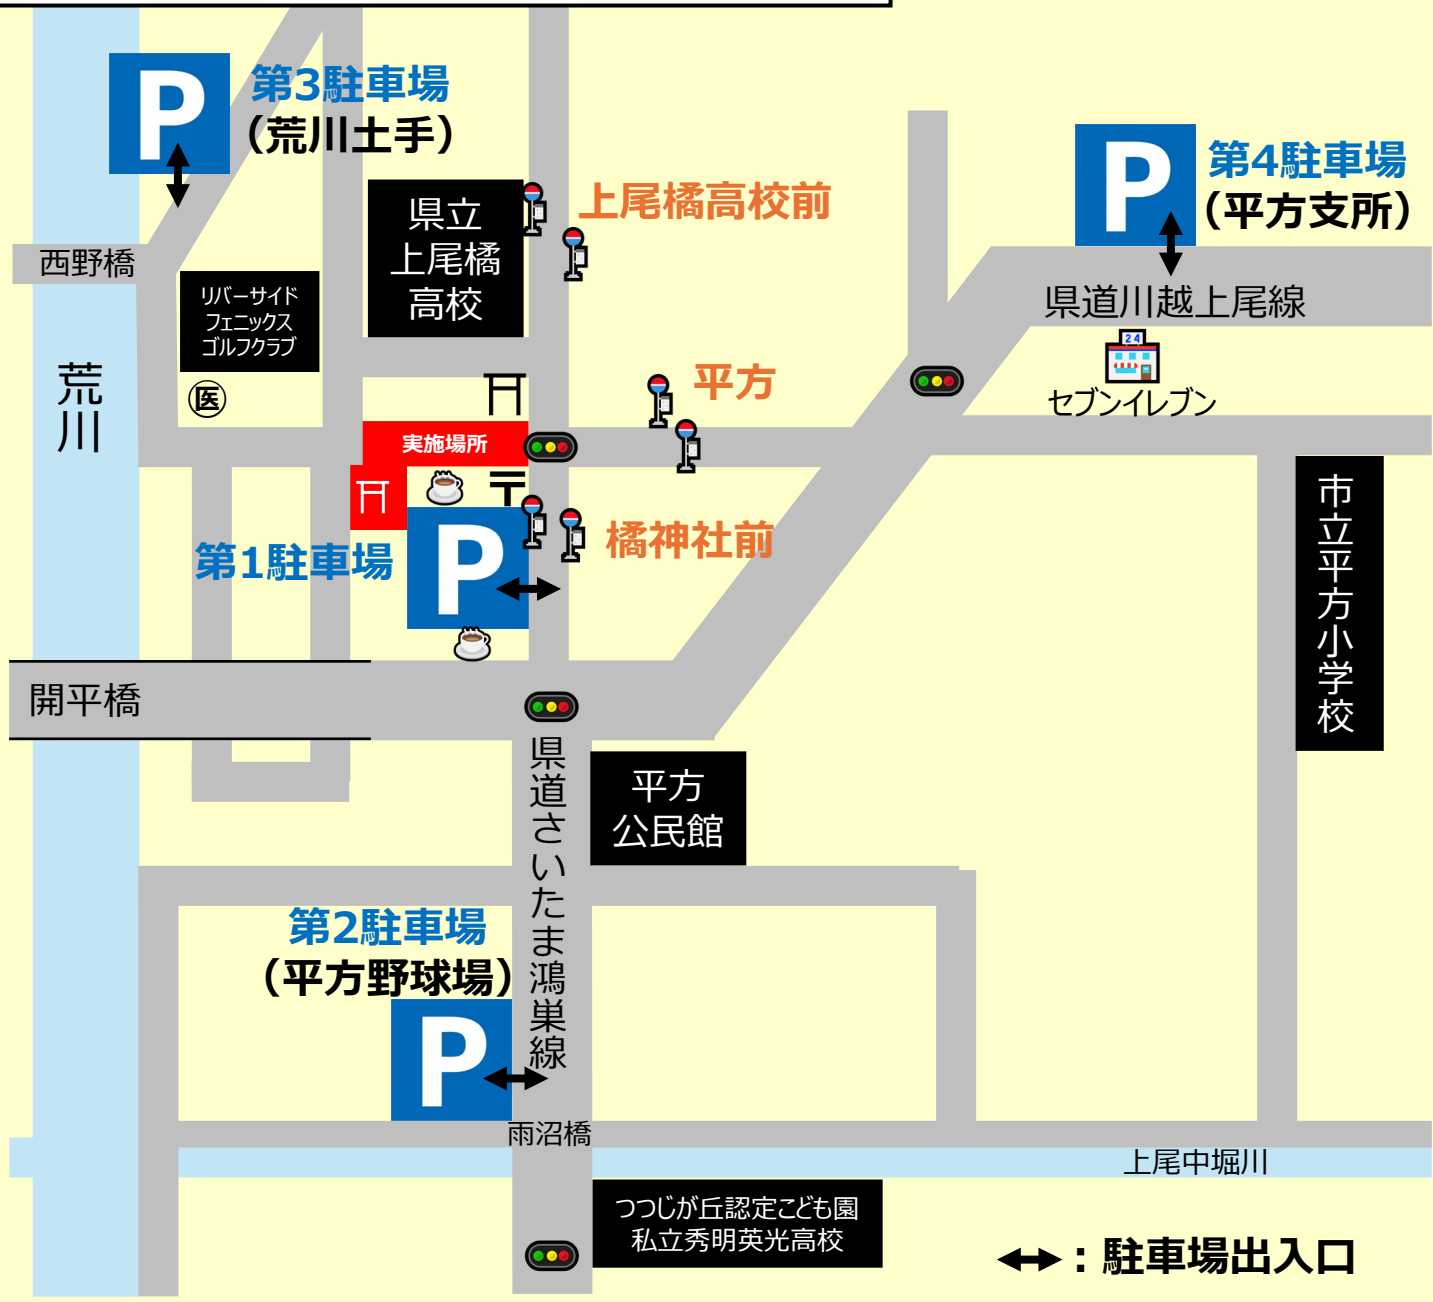 P
第3駐車場
（荒川土手）
P
第4駐車場
（平方支所）
県立
上尾橘
高校
上尾橘高校前
西野橋
リバーサイド
フェニックス
ゴルフクラブ
県道川越上尾線
24
セブンイレブン
荒川
医
平方
実施場所
〒
橘神社前
第1駐車場
P
市立平方小学校
開平橋
県道さいたま鴻巣線
平方
公民館
第2駐車場
（平方野球場）
P
雨沼橋
上尾中堀川
つつじが丘認定こども園
私立秀明英光高校
：駐車場出入口